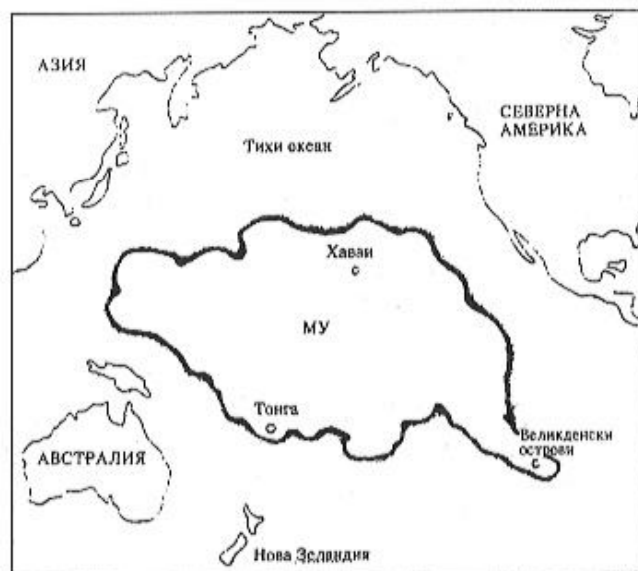 АЗИЯ
СЕВЕРНА
АМЕРИКА
Тихи океан
Хаваи
МУ
Тонга
Великденски
острови
АВСТРАЛИЯ
Нова Зеландия